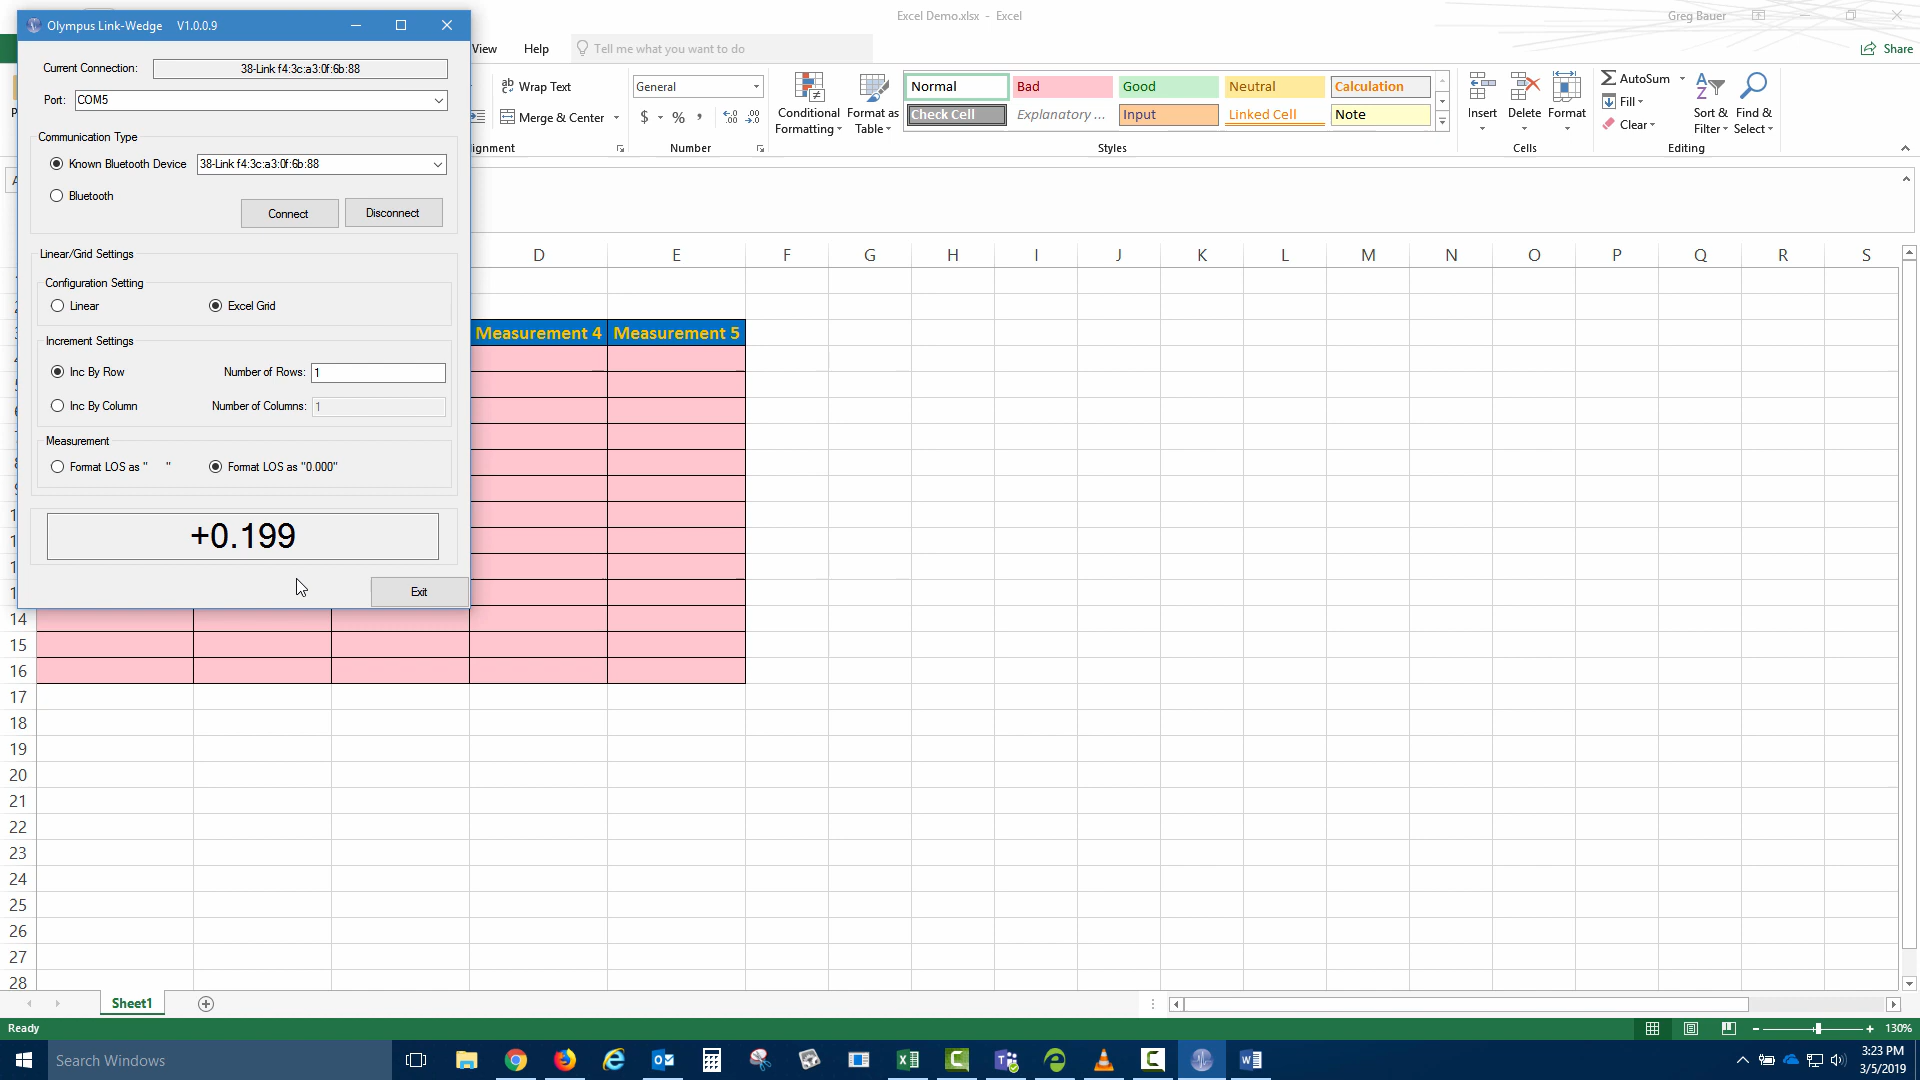 Olympus Link-Wedge V1.0.0.9
Excel Demo.xlsx - Excel
Greg Bauer
View Help Tell me what you want to do
Share
Current Connection: 38-Link f4:3c:a3:0f:6b:88
Port: COM5
Communication Type
Known Bluetooth Device 38-Link f4:3c:a3:0f:6b:88
Bluetooth
Connect Disconnect
Linear/Grid Settings
Configuration Setting
Linear Excel Grid
Increment Settings
Inc By Row Number of Rows: 1
Inc By Column Number of Columns: 1
Measurement
Format LOS as " " Format LOS as "0.000"
+0.199
Exit
Wrap Text
Merge & Center
General
$ % ,
Number
Conditional Formatting
Format as Table
Normal Bad Good Neutral Calculation
Check Cell Explanatory ... Input Linked Cell Note
Styles
Insert Delete Format
Cells
AutoSum
Fill
Clear
Sort & Filter
Find & Select
Editing
D E F G H I J K L M N O P Q R S
Measurement 4 Measurement 5
14
15
16
17
18
19
20
21
22
23
24
25
26
27
28
Sheet1
Ready
130%
Search Windows
3:23 PM
3/5/2019